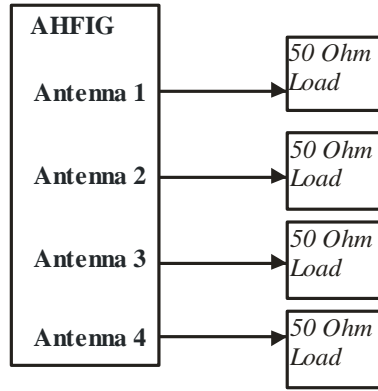 AHFIG
50 Ohm
Load
Antenna 1
50 Ohm
Load
Antenna 2
50 Ohm
Load
Antenna 3
50 Ohm
Load
Antenna 4